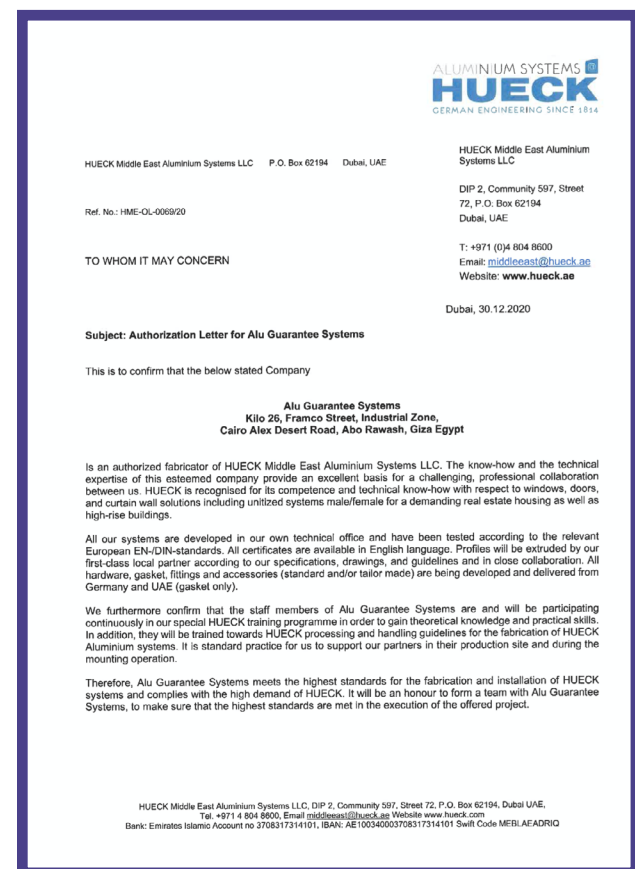 ALUMINIUM SYSTEMS
HUECK
GERMAN ENGINEERING SINCE 1814
HUECK Middle East Aluminium Systems LLC P.O. Box 62194 Dubai, UAE
Ref. No.: HME-OL-0069/20
TO WHOM IT MAY CONCERN
HUECK Middle East Aluminium
Systems LLC
DIP 2, Community 597, Street
72, P.O. Box 62194
Dubai, UAE
T: +971 (0)4 804 8600
Email: middleeast@hueck.ae
Website: www.hueck.ae
Dubai, 30.12.2020
Subject: Authorization Letter for Alu Guarantee Systems
This is to confirm that the below stated Company
Alu Guarantee Systems
Kilo 26, Framco Street, Industrial Zone,
Cairo Alex Desert Road, Abo Rawash, Giza Egypt
Is an authorized fabricator of HUECK Middle East Aluminium Systems LLC. The know-how and the technical
expertise of this esteemed company provide an excellent basis for a challenging, professional collaboration
between us. HUECK is recognised for its competence and technical know-how with respect to windows, doors,
and curtain wall solutions including unitized systems male/female for a demanding real estate housing as well as
high-rise buildings.
All our systems are developed in our own technical office and have been tested according to the relevant
European EN-/DIN-standards. All certificates are available in English language. Profiles will be extruded by our
first-class local partner according to our specifications, drawings, and guidelines and in close collaboration. All
hardware, gasket, fittings and accessories (standard and/or tailor made) are being developed and delivered from
Germany and UAE (gasket only).
We furthermore confirm that the staff members of Alu Guarantee Systems are and will be participating
continuously in our special HUECK training programme in order to gain theoretical knowledge and practical skills.
In addition, they will be trained towards HUECK processing and handling guidelines for the fabrication of HUECK
Aluminium systems. It is standard practice for us to support our partners in their production site and during the
mounting operation.
Therefore, Alu Guarantee Systems meets the highest standards for the fabrication and installation of HUECK
systems and complies with the high demand of HUECK. It will be an honour to form a team with Alu Guarantee
Systems, to make sure that the highest standards are met in the execution of the offered project.
HUECK Middle East Aluminium Systems LLC, DIP 2, Community 597, Street 72, P.O. Box 62194, Dubai UAE,
Tel. +971 4 804 8600, Email middleeast@hueck.ae Website www.hueck.com
Bank: Emirates Islamic Account no 3708317314101, IBAN: AE100340003708317314101 Swift Code MEBLAEADRIQ